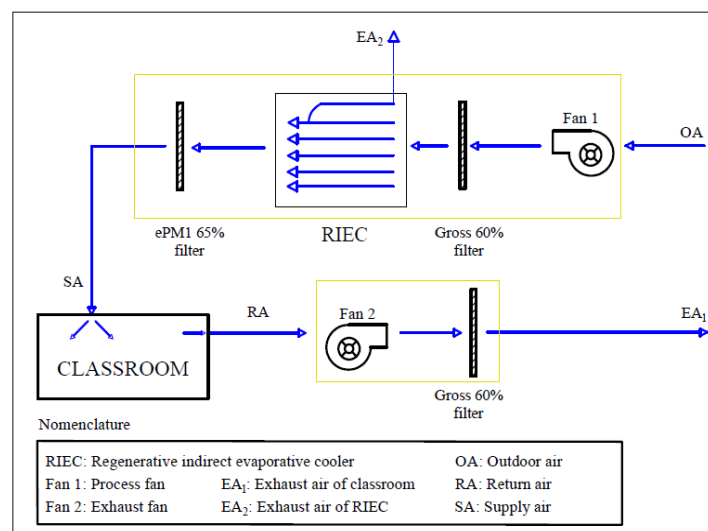 EA₂
Fan 1
OA
ePM1 65%
filter
RIEC
Gross 60%
filter
SA
RA
Fan 2
EA₁
CLASSROOM
Gross 60%
filter
Nomenclature
RIEC: Regenerative indirect evaporative cooler OA: Outdoor air
Fan 1: Process fan EA₁: Exhaust air of classroom RA: Return air
Fan 2: Exhaust fan EA₂: Exhaust air of RIEC SA: Supply air